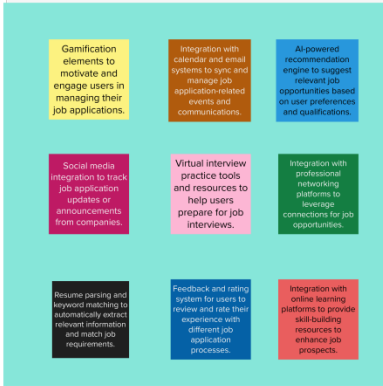 Gamification
elements to
motivate and
engage users in
managing their
job applications.
Integration with
calendar and email
systems to sync and
manage job
application-related
events and
communications.
AI-powered
recommendation
engine to suggest
relevant job
opportunities based
on user preferences
and qualifications.
Social media
integration to track
job application
updates or
announcements
from companies.
Virtual interview
practice tools
and resources to
help users
prepare for job
interviews.
Integration with
professional
networking
platforms to
leverage
connections for job
opportunities.
Resume parsing and
keyword matching to
automatically extract
relevant information
and match job
requirements.
Feedback and rating
system for users to
review and rate their
experience with
different job
application
processes.
Integration with
online learning
platforms to provide
skill-building
resources to
enhance job
prospects.